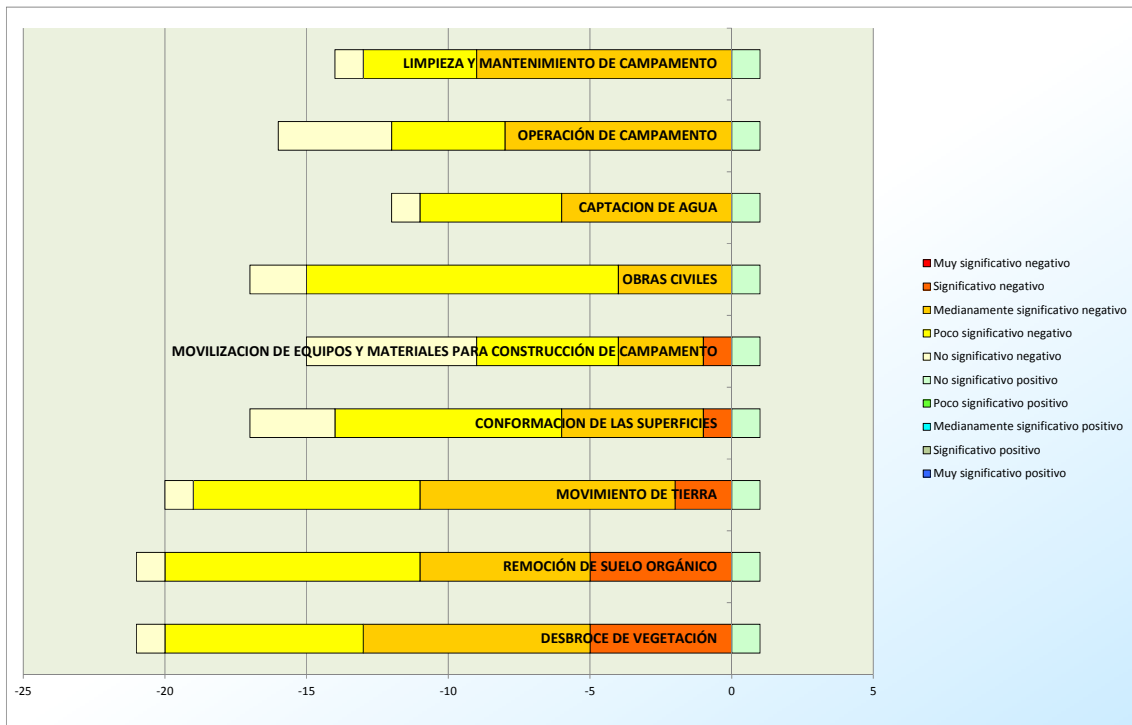 LIMPIEZA Y MANTENIMIENTO DE CAMPAMENTO
OPERACIÓN DE CAMPAMENTO
CAPTACION DE AGUA
OBRAS CIVILES
MOVILIZACION DE EQUIPOS Y MATERIALES PARA CONSTRUCCIÓN DE CAMPAMENTO
CONFORMACION DE LAS SUPERFICIES
MOVIMIENTO DE TIERRA
REMOCIÓN DE SUELO ORGÁNICO
DESBROCE DE VEGETACIÓN
-25 -20 -15 -10 -5 0 5
Muy significativo negativo
Significativo negativo
Medianamente significativo negativo
Poco significativo negativo
No significativo negativo
No significativo positivo
Poco significativo positivo
Medianamente significativo positivo
Significativo positivo
Muy significativo positivo